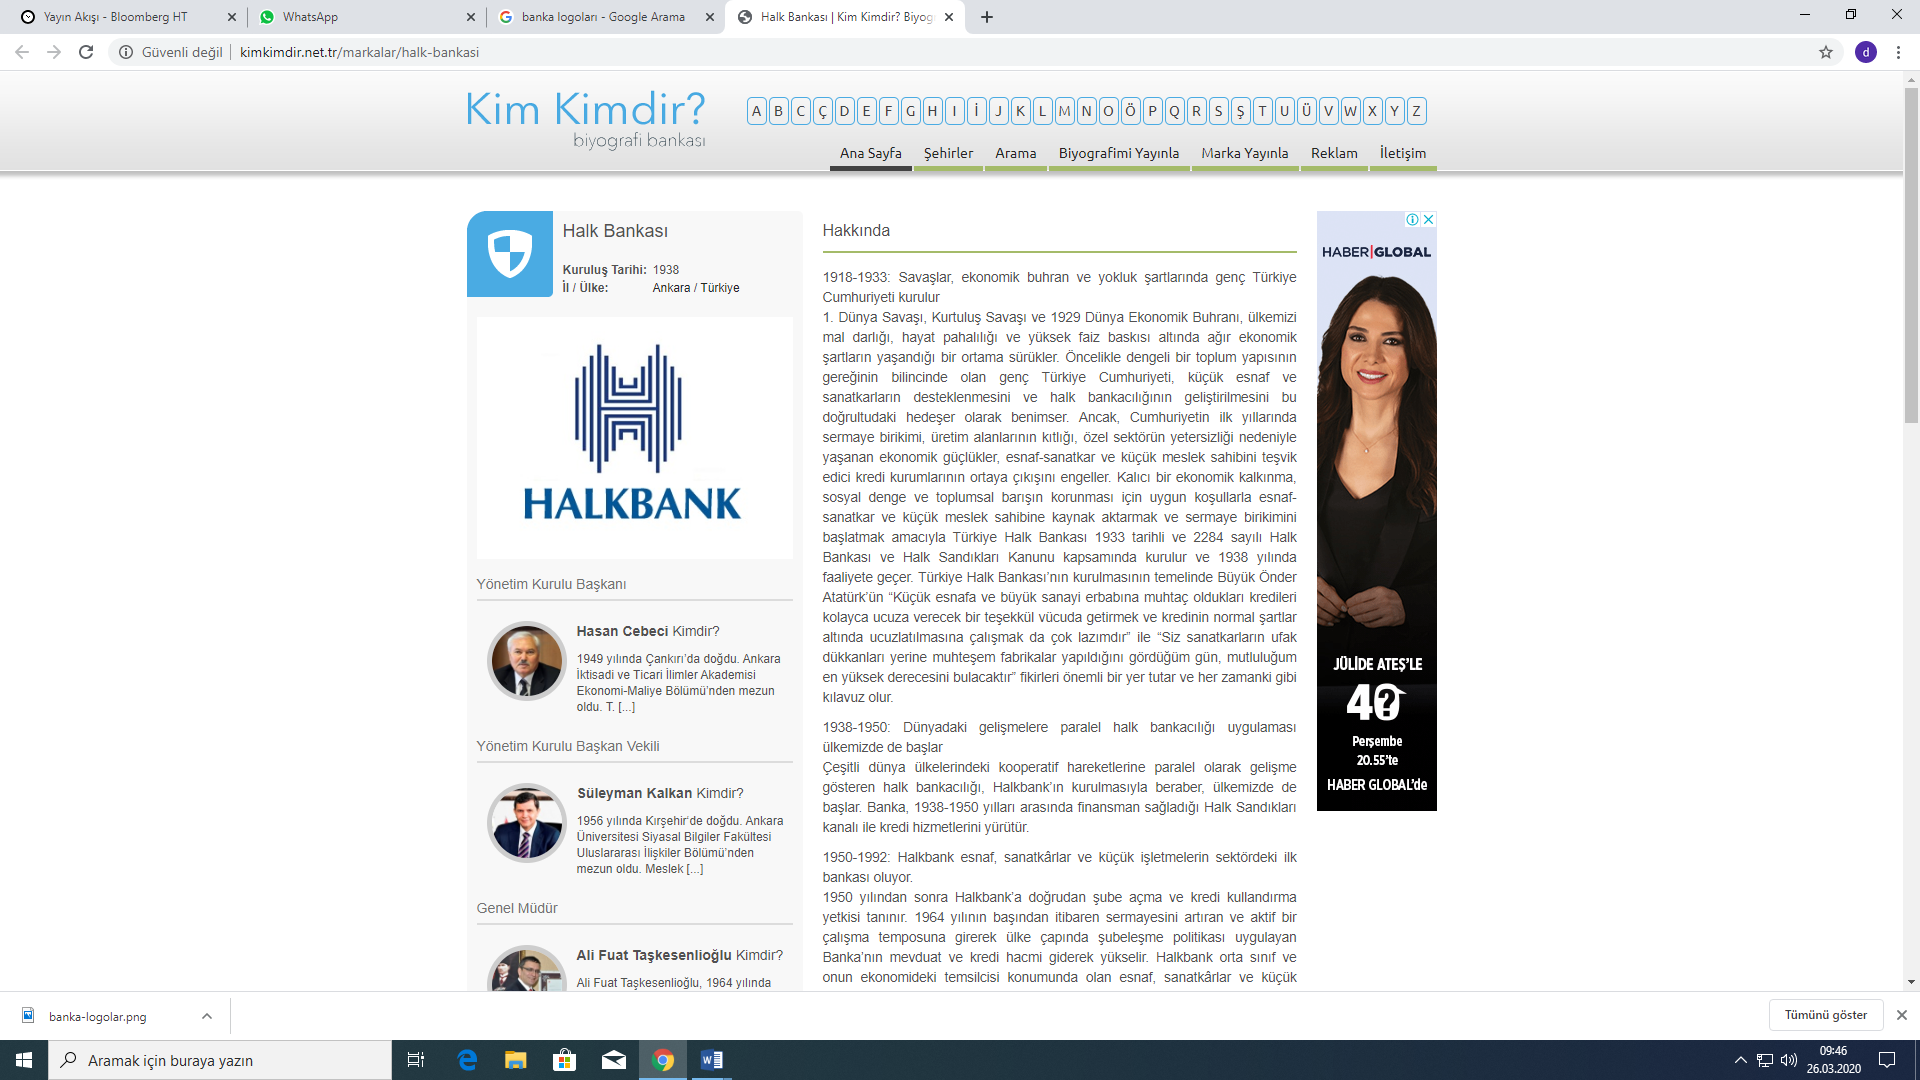 Yayın Akışı - Bloomberg HT
WhatsApp
banka logoları - Google Arama
Halk Bankası | Kim Kimdir? Biyog
Güvenli değil
kimkimdir.net.tr/markalar/halk-bankasi
d
Kim Kimdir?
biyografi bankası
A B C Ç D E F G H I İ J K L M N O Ö P Q R S Ş T U Ü V W X Y Z
Ana Sayfa Şehirler Arama Biyografimi Yayınla Marka Yayınla Reklam İletişim
Halk Bankası
Kuruluş Tarihi: 1938
İl / Ülke: Ankara / Türkiye
HALKBANK
Yönetim Kurulu Başkanı
Hasan Cebeci Kimdir?
1949 yılında Çankırı’da doğdu. Ankara
İktisadi ve Ticari İlimler Akademisi
Ekonomi-Maliye Bölümü’nden mezun
oldu. T. [...]
Yönetim Kurulu Başkan Vekili
Süleyman Kalkan Kimdir?
1956 yılında Kırşehir’de doğdu. Ankara
Üniversitesi Siyasal Bilgiler Fakültesi
Uluslararası İlişkiler Bölümü’nden
mezun oldu. Meslek [...]
Genel Müdür
Ali Fuat Taşkesenlioğlu Kimdir?
Ali Fuat Taşkesenlioğlu, 1964 yılında
Hakkında
1918-1933: Savaşlar, ekonomik buhran ve yokluk şartlarında genç Türkiye
Cumhuriyeti kurulur
1. Dünya Savaşı, Kurtuluş Savaşı ve 1929 Dünya Ekonomik Buhranı, ülkemizi
mal darlığı, hayat pahalılığı ve yüksek faiz baskısı altında ağır ekonomik
şartların yaşandığı bir ortama sürükler. Öncelikle dengeli bir toplum yapısının
gereğinin bilincinde olan genç Türkiye Cumhuriyeti, küçük esnaf ve
sanatkarların desteklenmesini ve halk bankacılığının geliştirilmesini bu
doğrultudaki hedeşer olarak benimser. Ancak, Cumhuriyetin ilk yıllarında
sermaye birikimi, üretim alanlarının kıtlığı, özel sektörün yetersizliği nedeniyle
yaşanan ekonomik güçlükler, esnaf-sanatkar ve küçük meslek sahibini teşvik
edici kredi kurumlarının ortaya çıkışını engeller. Kalıcı bir ekonomik kalkınma,
sosyal denge ve toplumsal barışın korunması için uygun koşullarla esnaf-
sanatkar ve küçük meslek sahibine kaynak aktarmak ve sermaye birikimini
başlatmak amacıyla Türkiye Halk Bankası 1933 tarihli ve 2284 sayılı Halk
Bankası ve Halk Sandıkları Kanunu kapsamında kurulur ve 1938 yılında
faaliyete geçer. Türkiye Halk Bankası’nın kurulmasının temelinde Büyük Önder
Atatürk’ün “Küçük esnafa ve büyük sanayi erbabına muhtaç oldukları kredileri
kolayca ucuza verecek bir teşekkül vücuda getirmek ve kredinin normal şartlar
altında ucuzlatılmasına çalışmak da çok lazımdır” ile “Siz sanatkarların ufak
dükkanları yerine muhteşem fabrikalar yapıldığını gördüğüm gün, mutluluğum
en yüksek derecesini bulacaktır” fikirleri önemli bir yer tutar ve her zamanki gibi
kılavuz olur.
1938-1950: Dünyadaki gelişmelere paralel halk bankacılığı uygulaması
ülkemizde de başlar
Çeşitli dünya ülkelerindeki kooperatif hareketlerine paralel olarak gelişme
gösteren halk bankacılığı, Halkbank’ın kurulmasıyla beraber, ülkemizde de
başlar. Banka, 1938-1950 yılları arasında finansman sağladığı Halk Sandıkları
kanalı ile kredi hizmetlerini yürütür.
1950-1992: Halkbank esnaf, sanatkârlar ve küçük işletmelerin sektördeki ilk
bankası oluyor.
1950 yılından sonra Halkbank’a doğrudan şube açma ve kredi kullandırma
yetkisi tanınır. 1964 yılının başından itibaren sermayesini artıran ve aktif bir
çalışma temposuna girerek ülke çapında şubeleşme politikası uygulayan
Banka’nın mevduat ve kredi hacmi giderek yükselir. Halkbank orta sınıf ve
onun ekonomideki temsilcisi konumunda olan esnaf, sanatkârlar ve küçük
HABER|GLOBAL
JÜLİDE ATEŞ’LE
40
Perşembe
20.55’te
HABER GLOBAL’de
banka-logolar.png
Tümünü göster
Aramak için buraya yazın
09:46
26.03.2020